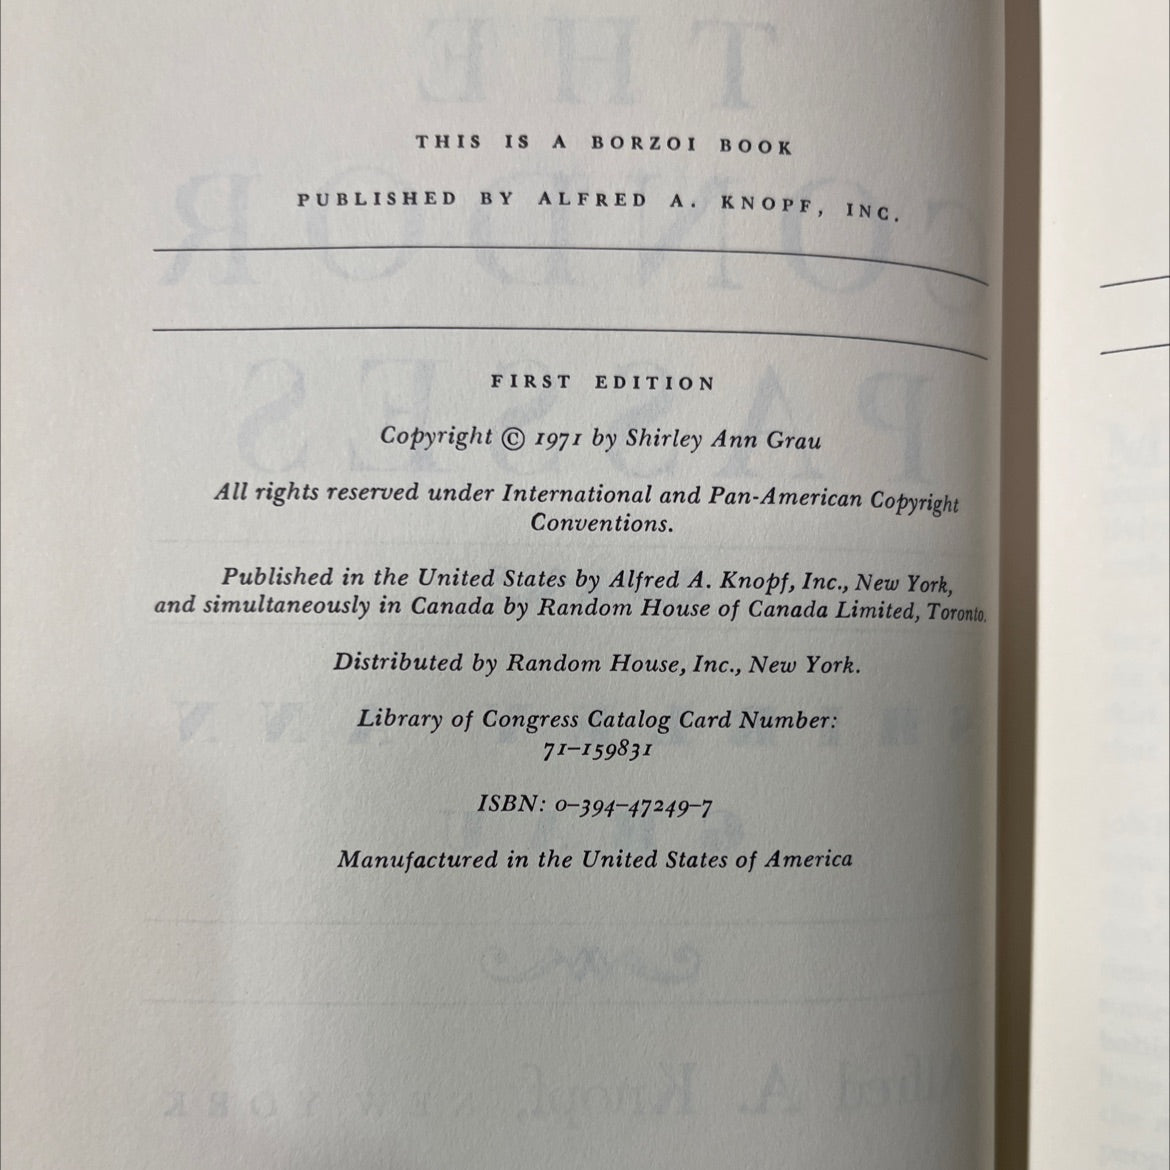 THIS IS A BORZOI BOOK
PUBLISHED BY ALFRED A. KNOPF, INC.
FIRST EDITION
Copyright © 1971 by Shirley Ann Grau
All rights reserved under International and Pan-American Copyright
Conventions.
Published in the United States by Alfred A. Knopf, Inc., New York,
and simultaneously in Canada by Random House of Canada Limited, Toronto.
Distributed by Random House, Inc., New York.
Library of Congress Catalog Card Number:
71–159831
ISBN: 0–394–47249–7
Manufactured in the United States of America